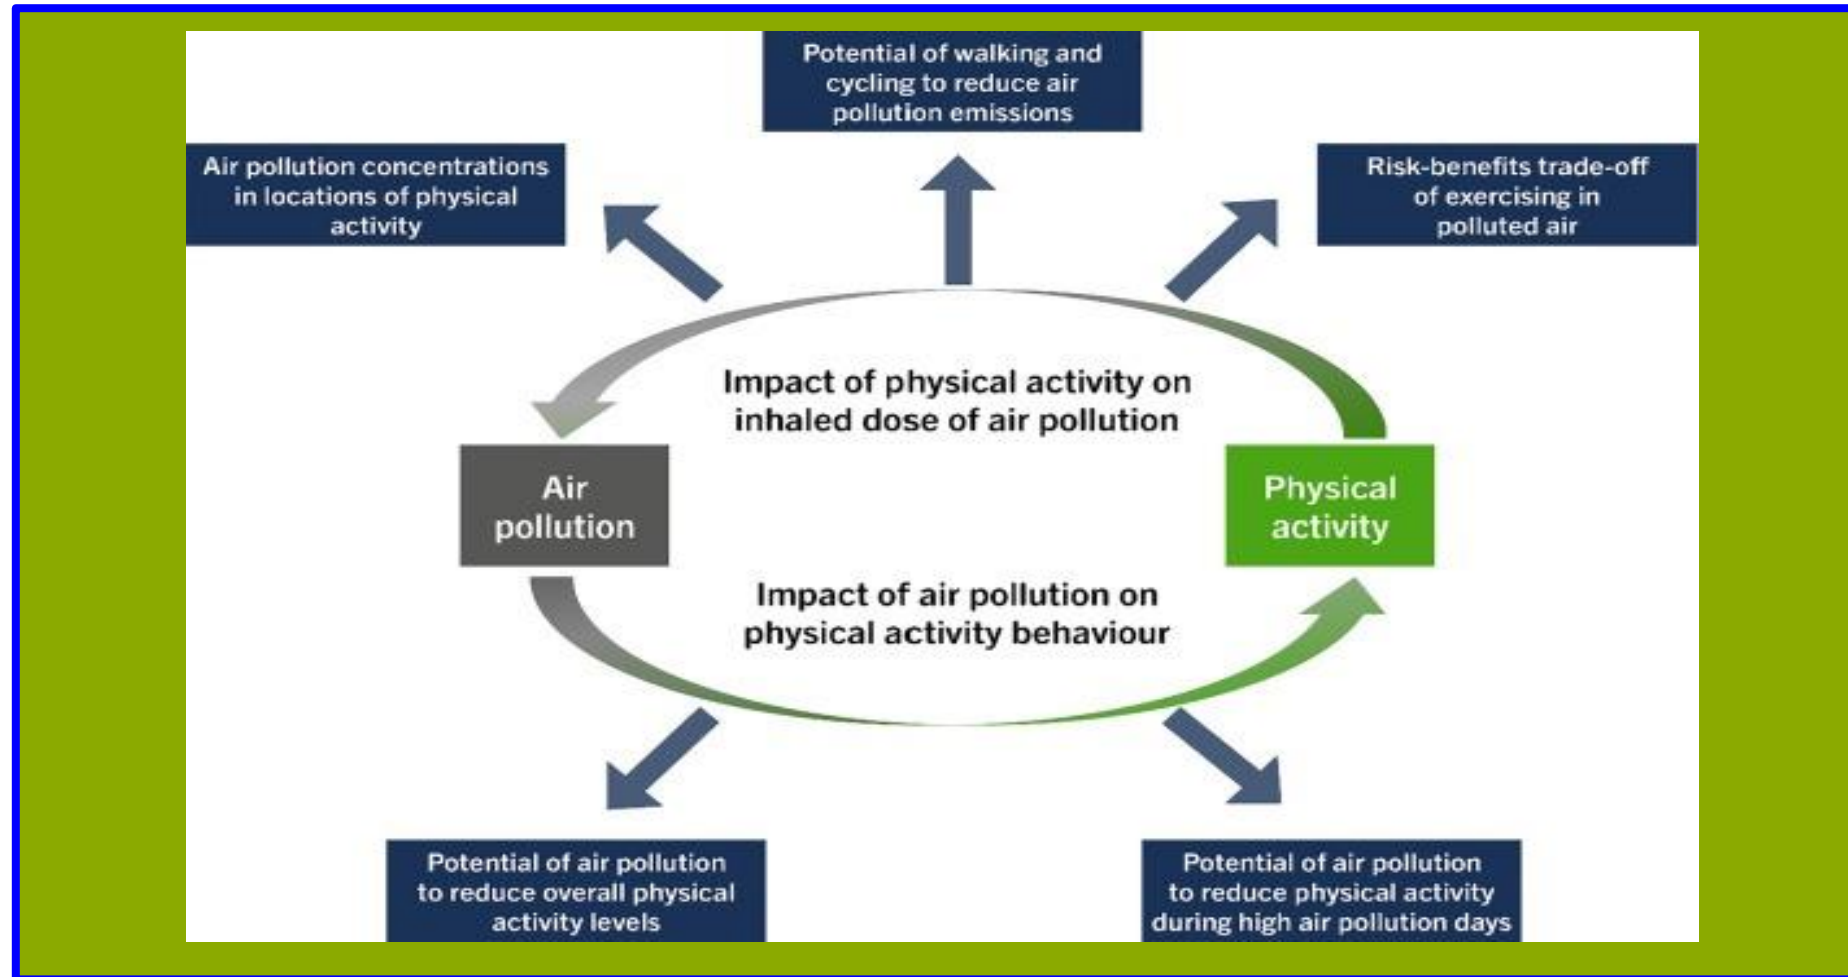 Potential of walking and
cycling to reduce air
pollution emissions
Air pollution concentrations
in locations of physical
activity
Risk-benefits trade-off
of exercising in
polluted air
Impact of physical activity on
inhaled dose of air pollution
Air
pollution
Physical
activity
Impact of air pollution on
physical activity behaviour
Potential of air pollution
to reduce overall physical
activity levels
Potential of air pollution
to reduce physical activity
during high air pollution days